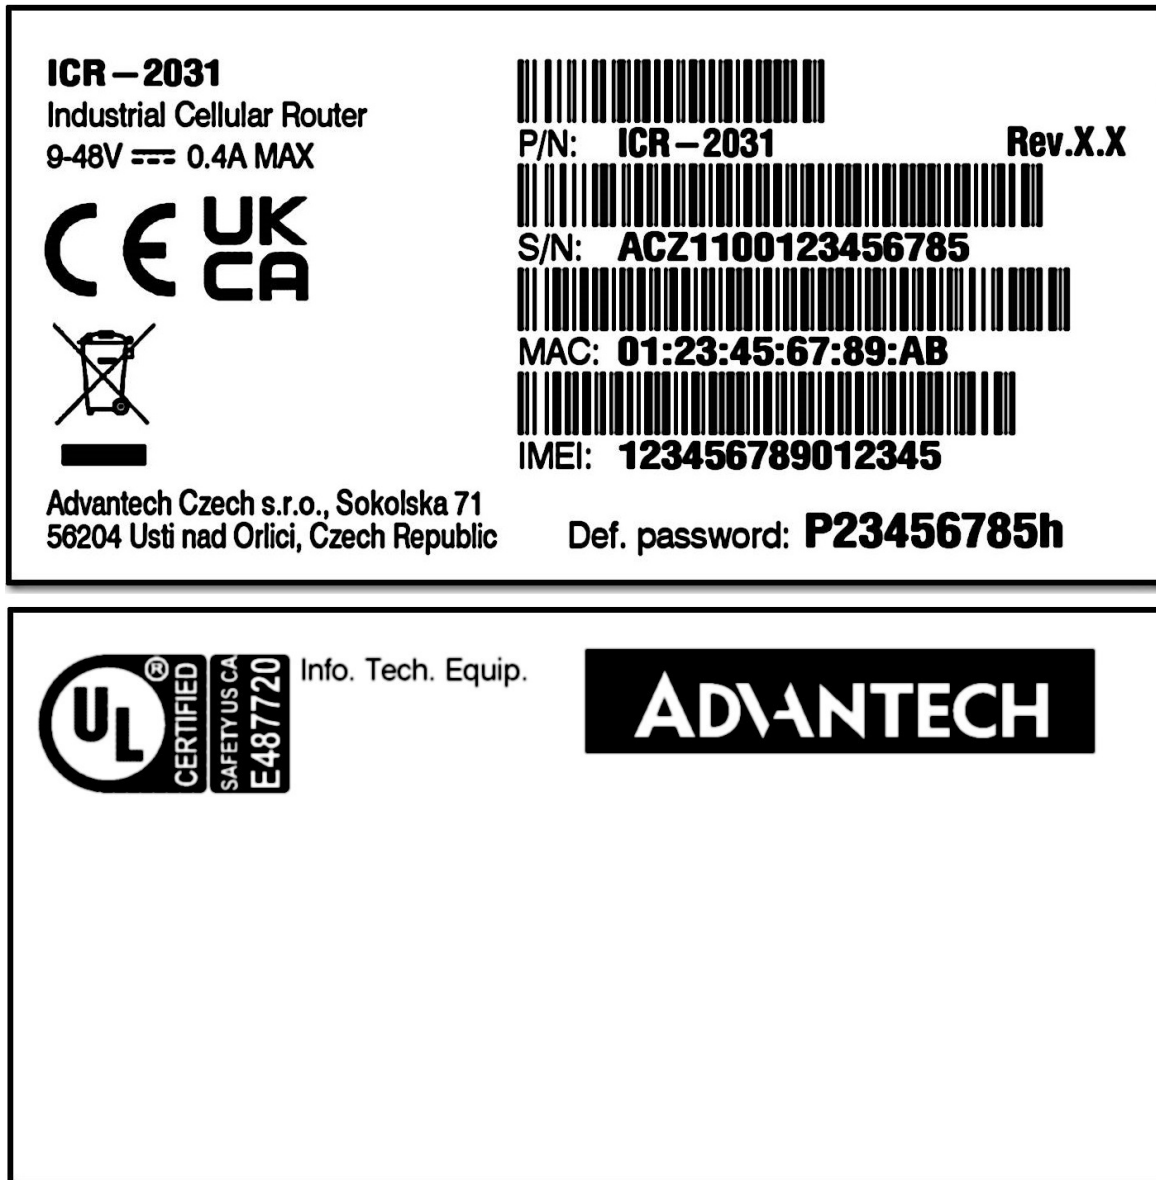 ICR–2031
Industrial Cellular Router
9-48V ⎓ 0.4A MAX
CE UK CA
Advantech Czech s.r.o., Sokolska 71
56204 Usti nad Orlici, Czech Republic
P/N: ICR–2031 Rev.X.X
S/N: ACZ1100123456785
MAC: 01:23:45:67:89:AB
IMEI: 123456789012345
Def. password: P23456785h
UL®
CERTIFIED
SAFETY US CA
E487720
Info. Tech. Equip.
ADVANTECH